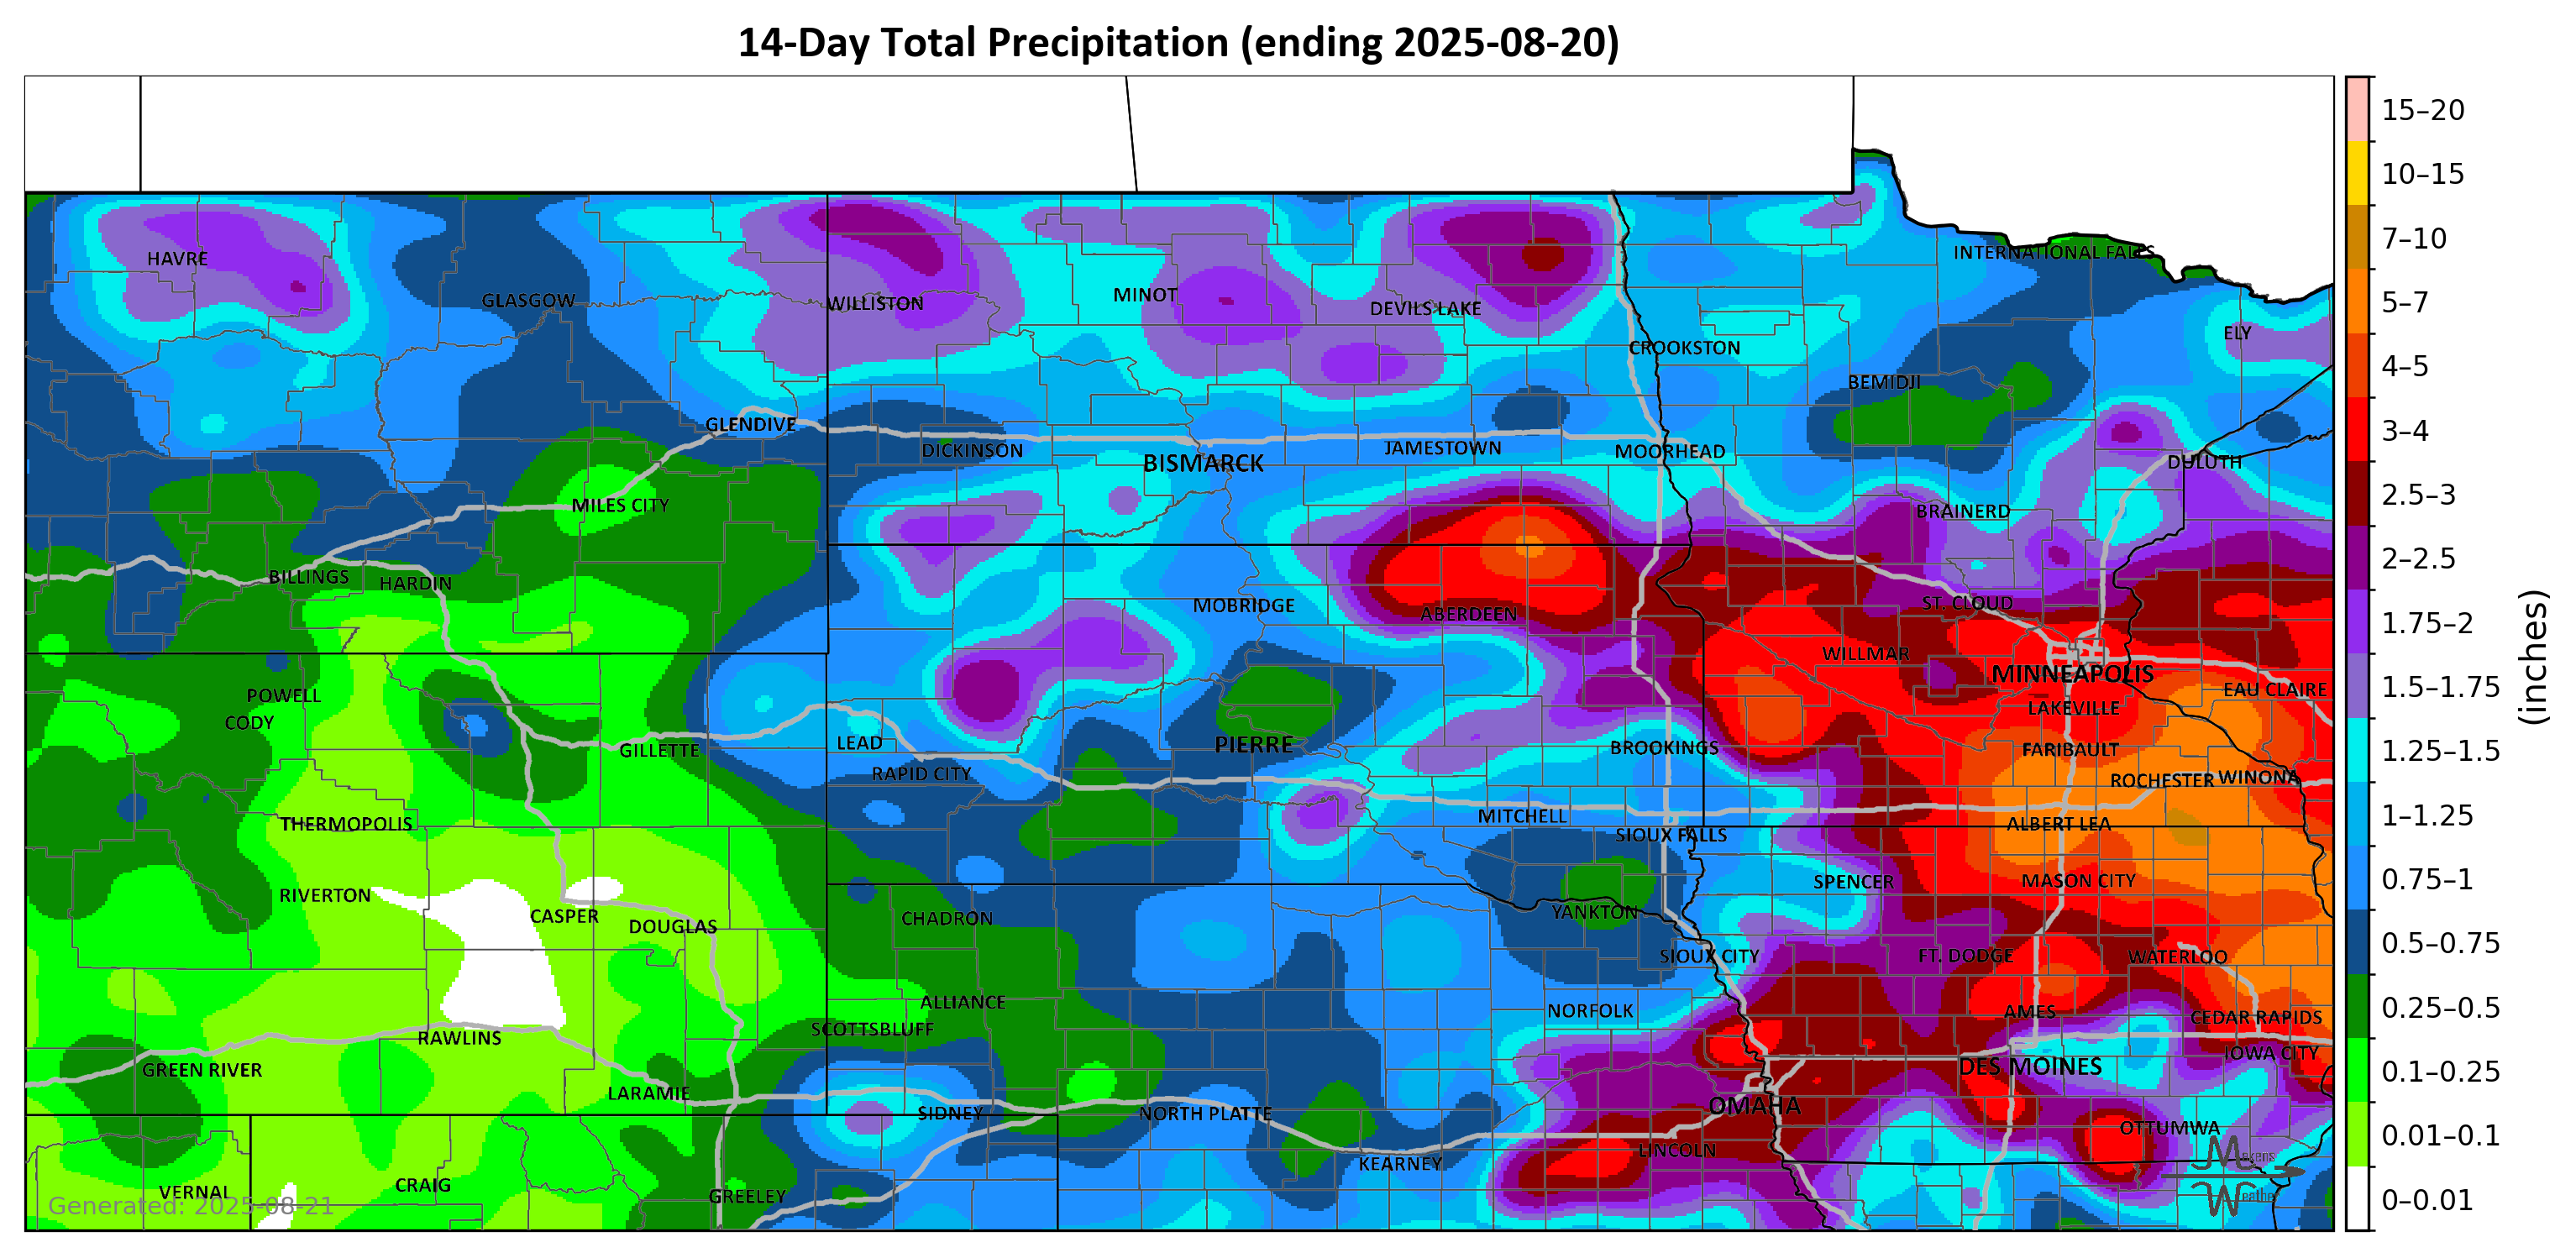 14-Day Total Precipitation (ending 2025-08-20)
15–20
10–15
7–10
5–7
4–5
3–4
2.5–3
2–2.5
1.75–2
1.5–1.75
1.25–1.5
1–1.25
0.75–1
0.5–0.75
0.25–0.5
0.1–0.25
0.01–0.1
0–0.01
(inches)
INTERNATIONAL FALLS
HAVRE
GLASGOW
WILLISTON
MINOT
DEVILS LAKE
ELY
CROOKSTON
BEMIDJI
GLENDIVE
DICKINSON
BISMARCK
JAMESTOWN
MOORHEAD
DULUTH
MILES CITY
BRAINERD
BILLINGS
HARDIN
MOBRIDGE
ABERDEEN
ST. CLOUD
WILLMAR
MINNEAPOLIS
POWELL
EAU CLAIRE
CODY
LAKEVILLE
GILLETTE
LEAD
PIERRE
BROOKINGS
FARIBAULT
RAPID CITY
ROCHESTER
WINONA
THERMOPOLIS
MITCHELL
SIOUX FALLS
ALBERT LEA
RIVERTON
SPENCER
MASON CITY
CASPER
DOUGLAS
CHADRON
YANKTON
SIOUX CITY
FT. DODGE
WATERLOO
ALLIANCE
NORFOLK
AMES
SCOTTSBLUFF
CEDAR RAPIDS
RAWLINS
GREEN RIVER
DES MOINES
IOWA CITY
LARAMIE
SIDNEY
NORTH PLATTE
OMAHA
OTTUMWA
KEARNEY
LINCOLN
VERNAL
CRAIG
GREELEY
Generated: 2025-08-21